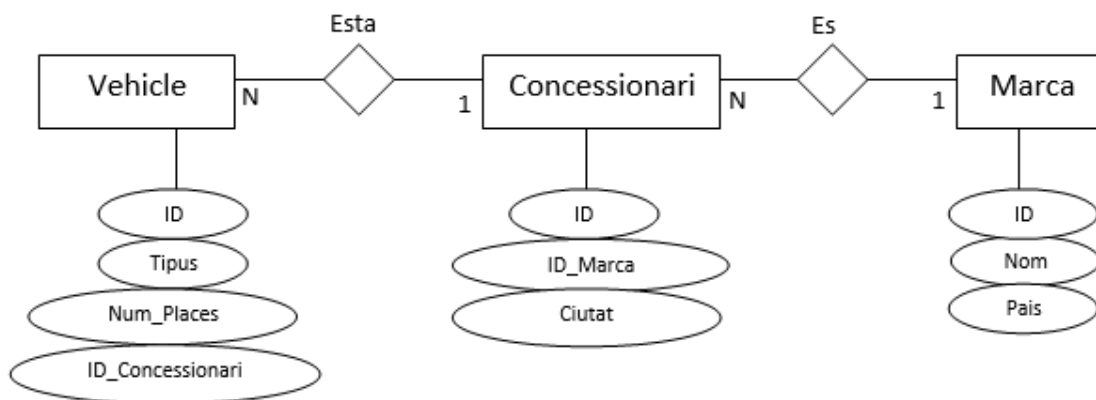 Esta
Es
Vehicle
N
1
Concessionari
N
1
Marca
ID
Tipus
Num_Places
ID_Concessionari
ID
ID_Marca
Ciutat
ID
Nom
Pais